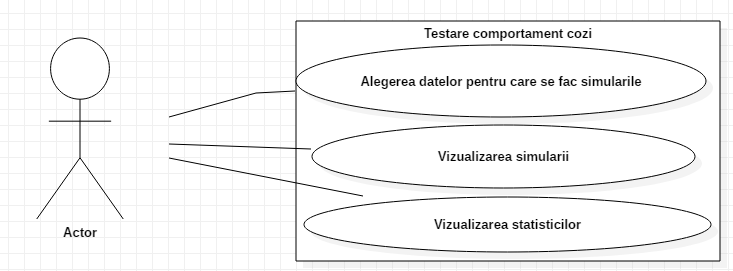 Testare comportament cozi
Alegerea datelor pentru care se fac simularile
Vizualizarea simularii
Vizualizarea statisticilor
Actor